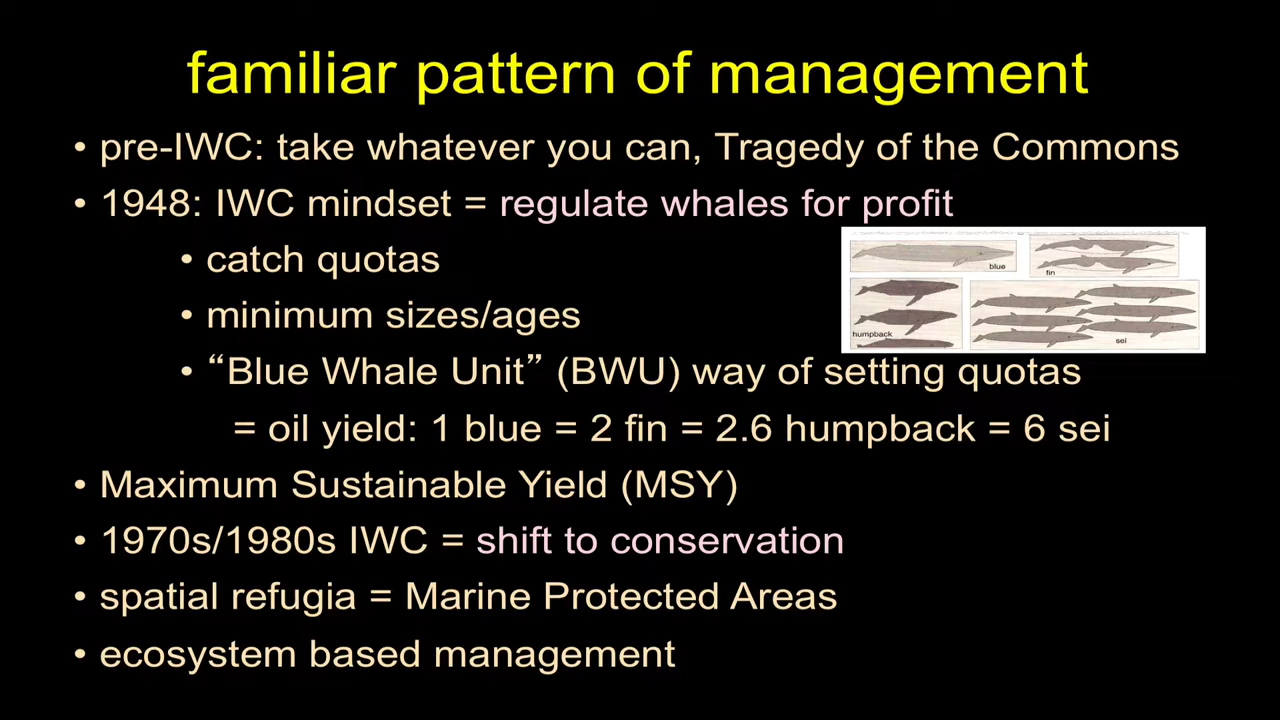 familiar pattern of management
• pre-IWC: take whatever you can, Tragedy of the Commons
• 1948: IWC mindset = regulate whales for profit
• catch quotas
• minimum sizes/ages
• “Blue Whale Unit” (BWU) way of setting quotas
= oil yield: 1 blue = 2 fin = 2.6 humpback = 6 sei
• Maximum Sustainable Yield (MSY)
• 1970s/1980s IWC = shift to conservation
• spatial refugia = Marine Protected Areas
• ecosystem based management
blue
fin
humpback
sei